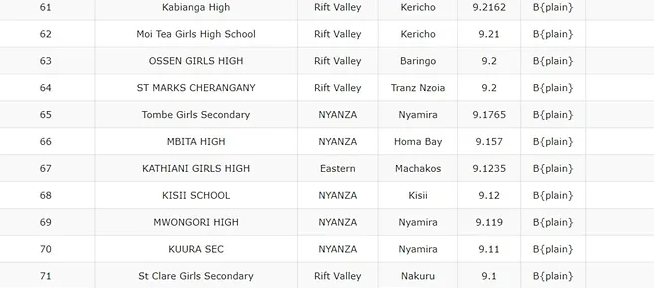 61 Kabianga High Rift Valley Kericho 9.2162 B{plain}
62 Moi Tea Girls High School Rift Valley Kericho 9.21 B{plain}
63 OSSEN GIRLS HIGH Rift Valley Baringo 9.2 B{plain}
64 ST MARKS CHERANGANY Rift Valley Tranz Nzoia 9.2 B{plain}
65 Tombe Girls Secondary NYANZA Nyamira 9.1765 B{plain}
66 MBITA HIGH NYANZA Homa Bay 9.157 B{plain}
67 KATHIANI GIRLS HIGH Eastern Machakos 9.1235 B{plain}
68 KISII SCHOOL NYANZA Kisii 9.12 B{plain}
69 MWONGORI HIGH NYANZA Nyamira 9.119 B{plain}
70 KUURA SEC NYANZA Nyamira 9.11 B{plain}
71 St Clare Girls Secondary Rift Valley Nakuru 9.1 B{plain}